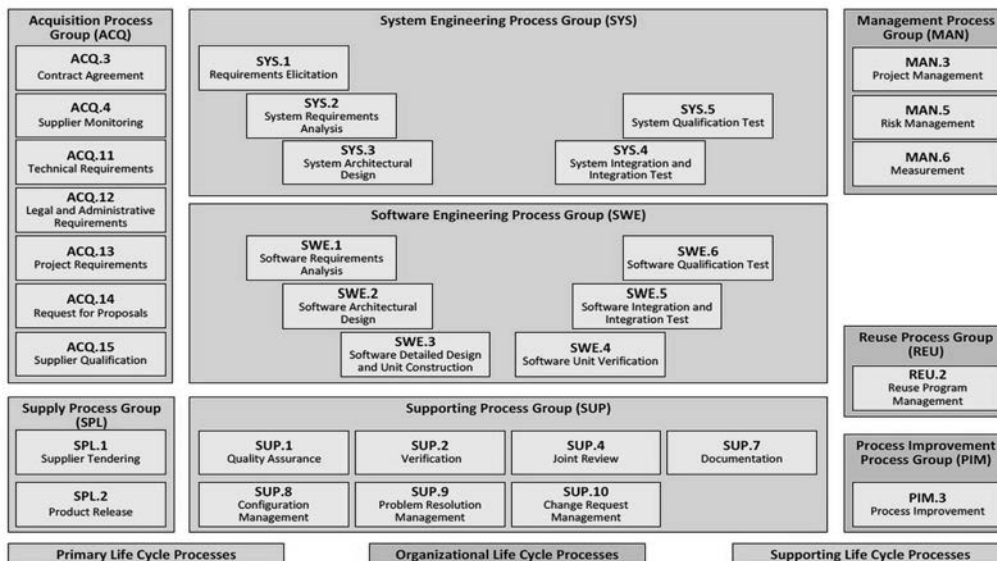 Acquisition Process
Group (ACQ)
ACQ.3
Contract Agreement
ACQ.4
Supplier Monitoring
ACQ.11
Technical Requirements
ACQ.12
Legal and Administrative
Requirements
ACQ.13
Project Requirements
ACQ.14
Request for Proposals
ACQ.15
Supplier Qualification
System Engineering Process Group (SYS)
SYS.1
Requirements Elicitation
SYS.2
System Requirements
Analysis
SYS.3
System Architectural
Design
SYS.5
System Qualification Test
SYS.4
System Integration and
Integration Test
Software Engineering Process Group (SWE)
SWE.1
Software Requirements
Analysis
SWE.2
Software Architectural
Design
SWE.3
Software Detailed Design
and Unit Construction
SWE.6
Software Qualification Test
SWE.5
Software Integration and
Integration Test
SWE.4
Software Unit Verification
Management Process
Group (MAN)
MAN.3
Project Management
MAN.5
Risk Management
MAN.6
Measurement
Reuse Process Group
(REU)
REU.2
Reuse Program
Management
Supply Process Group
(SPL)
SPL.1
Supplier Tendering
SPL.2
Product Release
Supporting Process Group (SUP)
SUP.1
Quality Assurance
SUP.2
Verification
SUP.4
Joint Review
SUP.7
Documentation
SUP.8
Configuration
Management
SUP.9
Problem Resolution
Management
SUP.10
Change Request
Management
Process Improvement
Process Group (PIM)
PIM.3
Process Improvement
Primary Life Cycle Processes
Organizational Life Cycle Processes
Supporting Life Cycle Processes